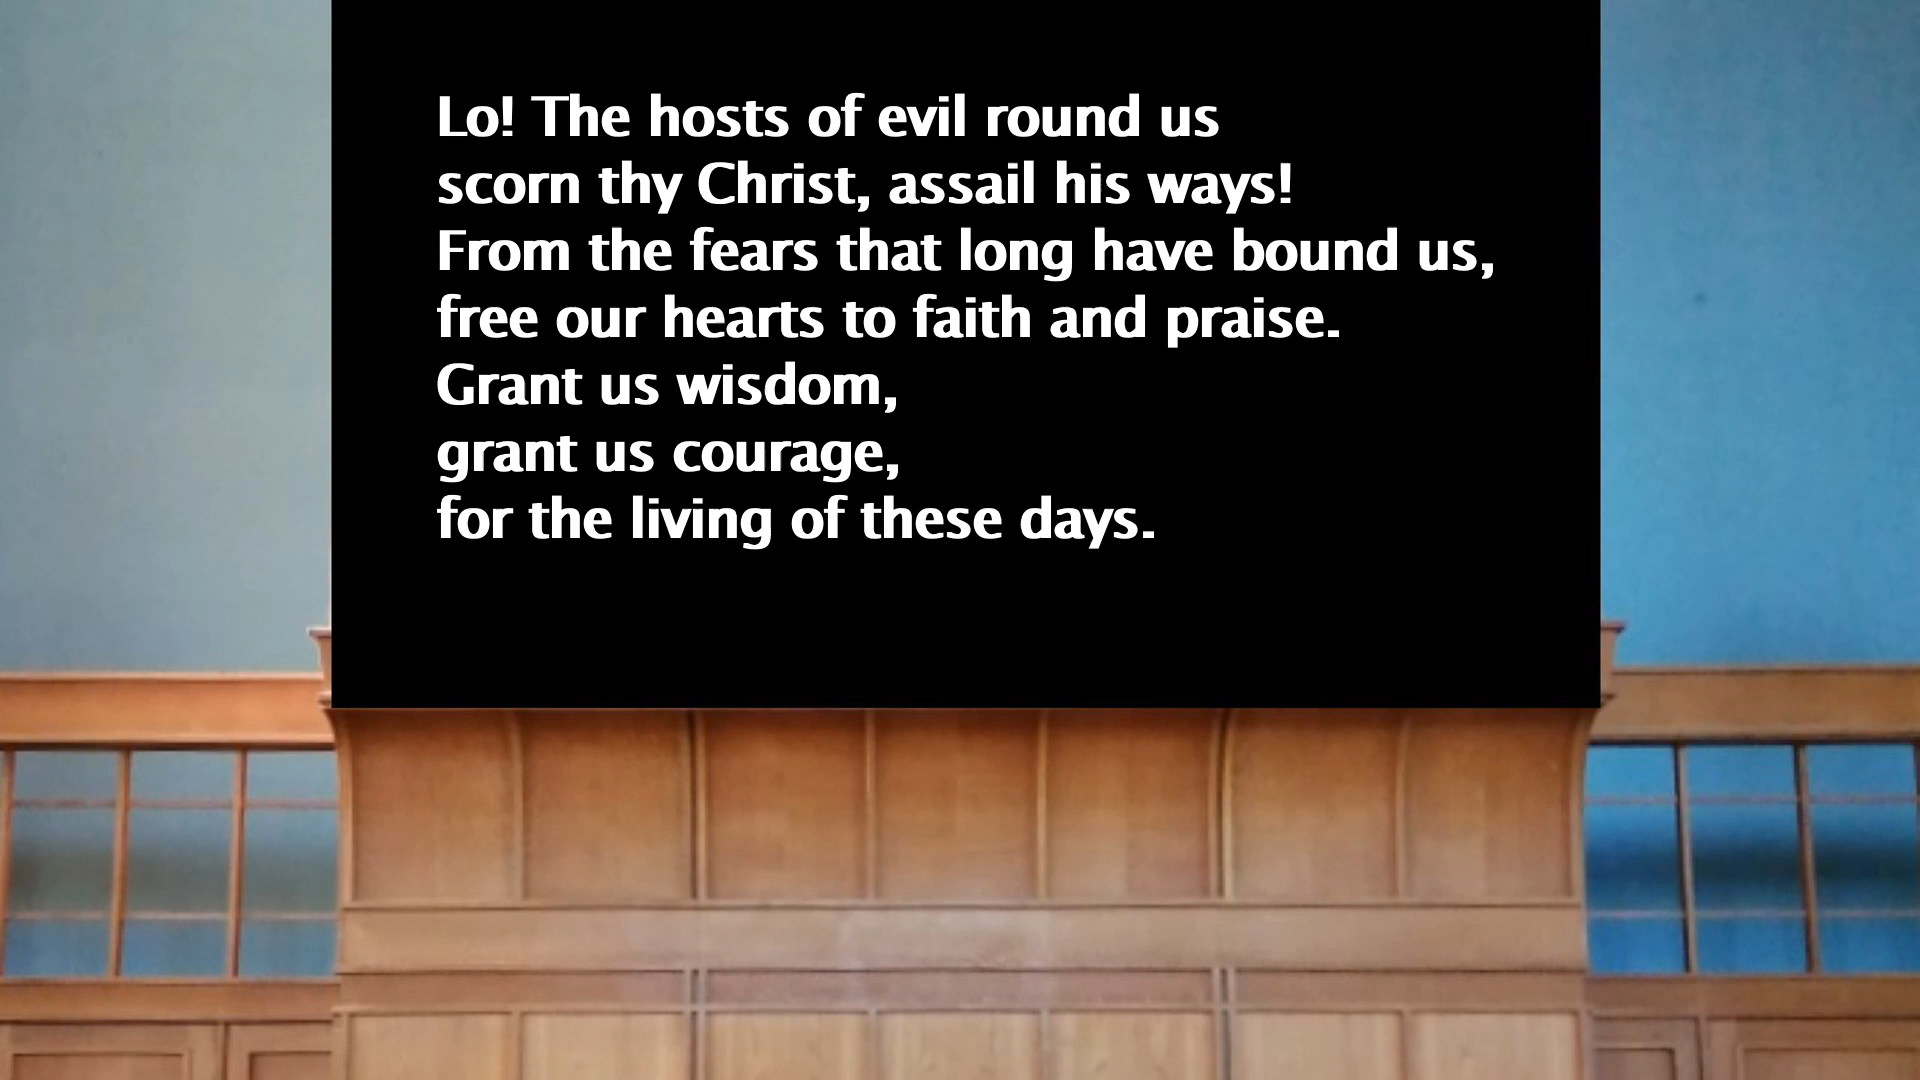 Lo! The hosts of evil round us
scorn thy Christ, assail his ways!
From the fears that long have bound us,
free our hearts to faith and praise.
Grant us wisdom,
grant us courage,
for the living of these days.